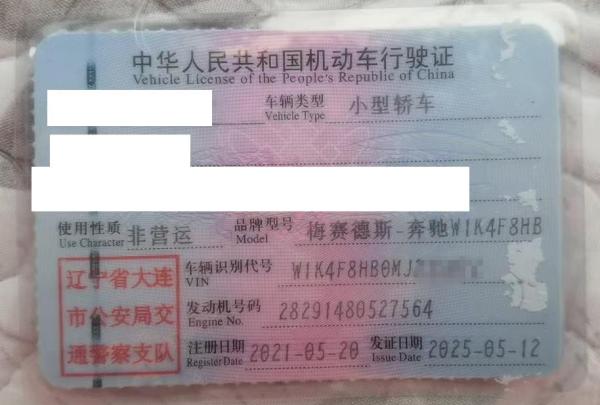 中华人民共和国机动车行驶证
Vehicle License of the People's Republic of China
车辆类型 小型轿车
Vehicle Type
使用性质 非营运 品牌型号 梅赛德斯-奔驰W1K4F8HB
Use Character Model
车辆识别代号 W1K4F8HB0MJ
VIN
发动机号码 28291480527564
Engine No.
注册日期 2021-05-20 发证日期 2025-05-12
Register Date Issue Date
辽宁省大连
市公安局交
通警察支队